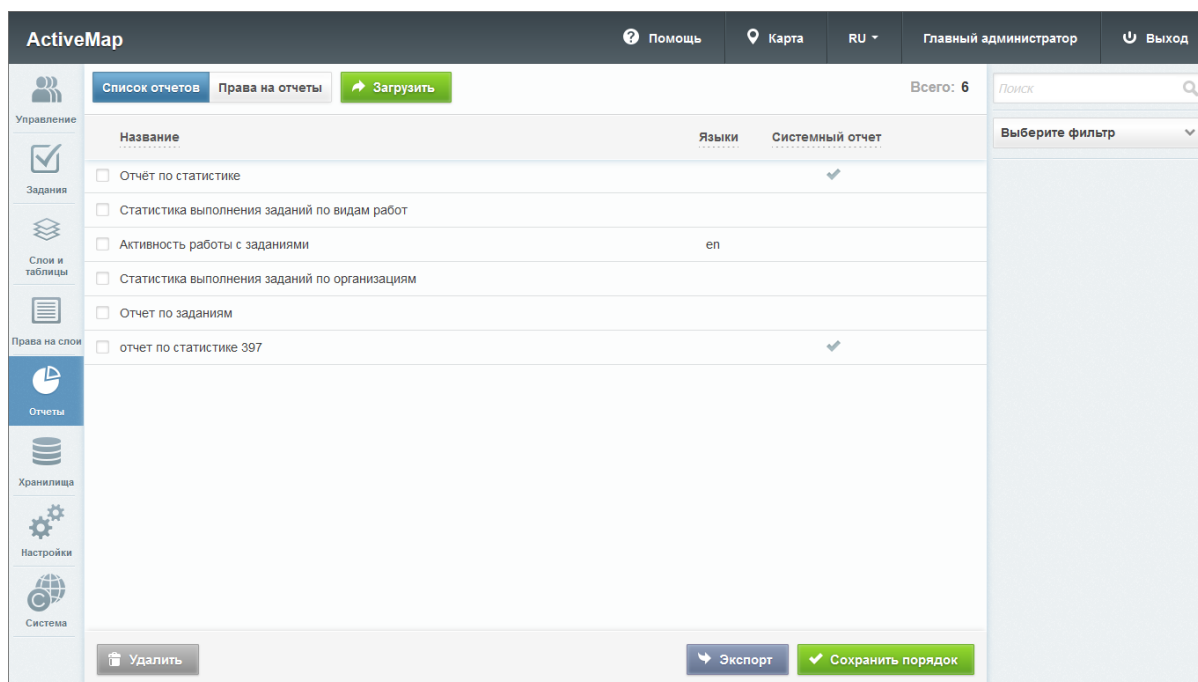 ActiveMap
Помощь
Карта
RU
Главный администратор
Выход
Управление
Задания
Слои и
таблицы
Права на слои
Отчеты
Хранилища
Настройки
Система
Список отчетов
Права на отчеты
Загрузить
Всего: 6
Название
Языки
Системный отчет
Отчёт по статистике
Статистика выполнения заданий по видам работ
Активность работы с заданиями
en
Статистика выполнения заданий по организациям
Отчет по заданиям
отчет по статистике 397
Удалить
Экспорт
Сохранить порядок
Поиск
Выберите фильтр